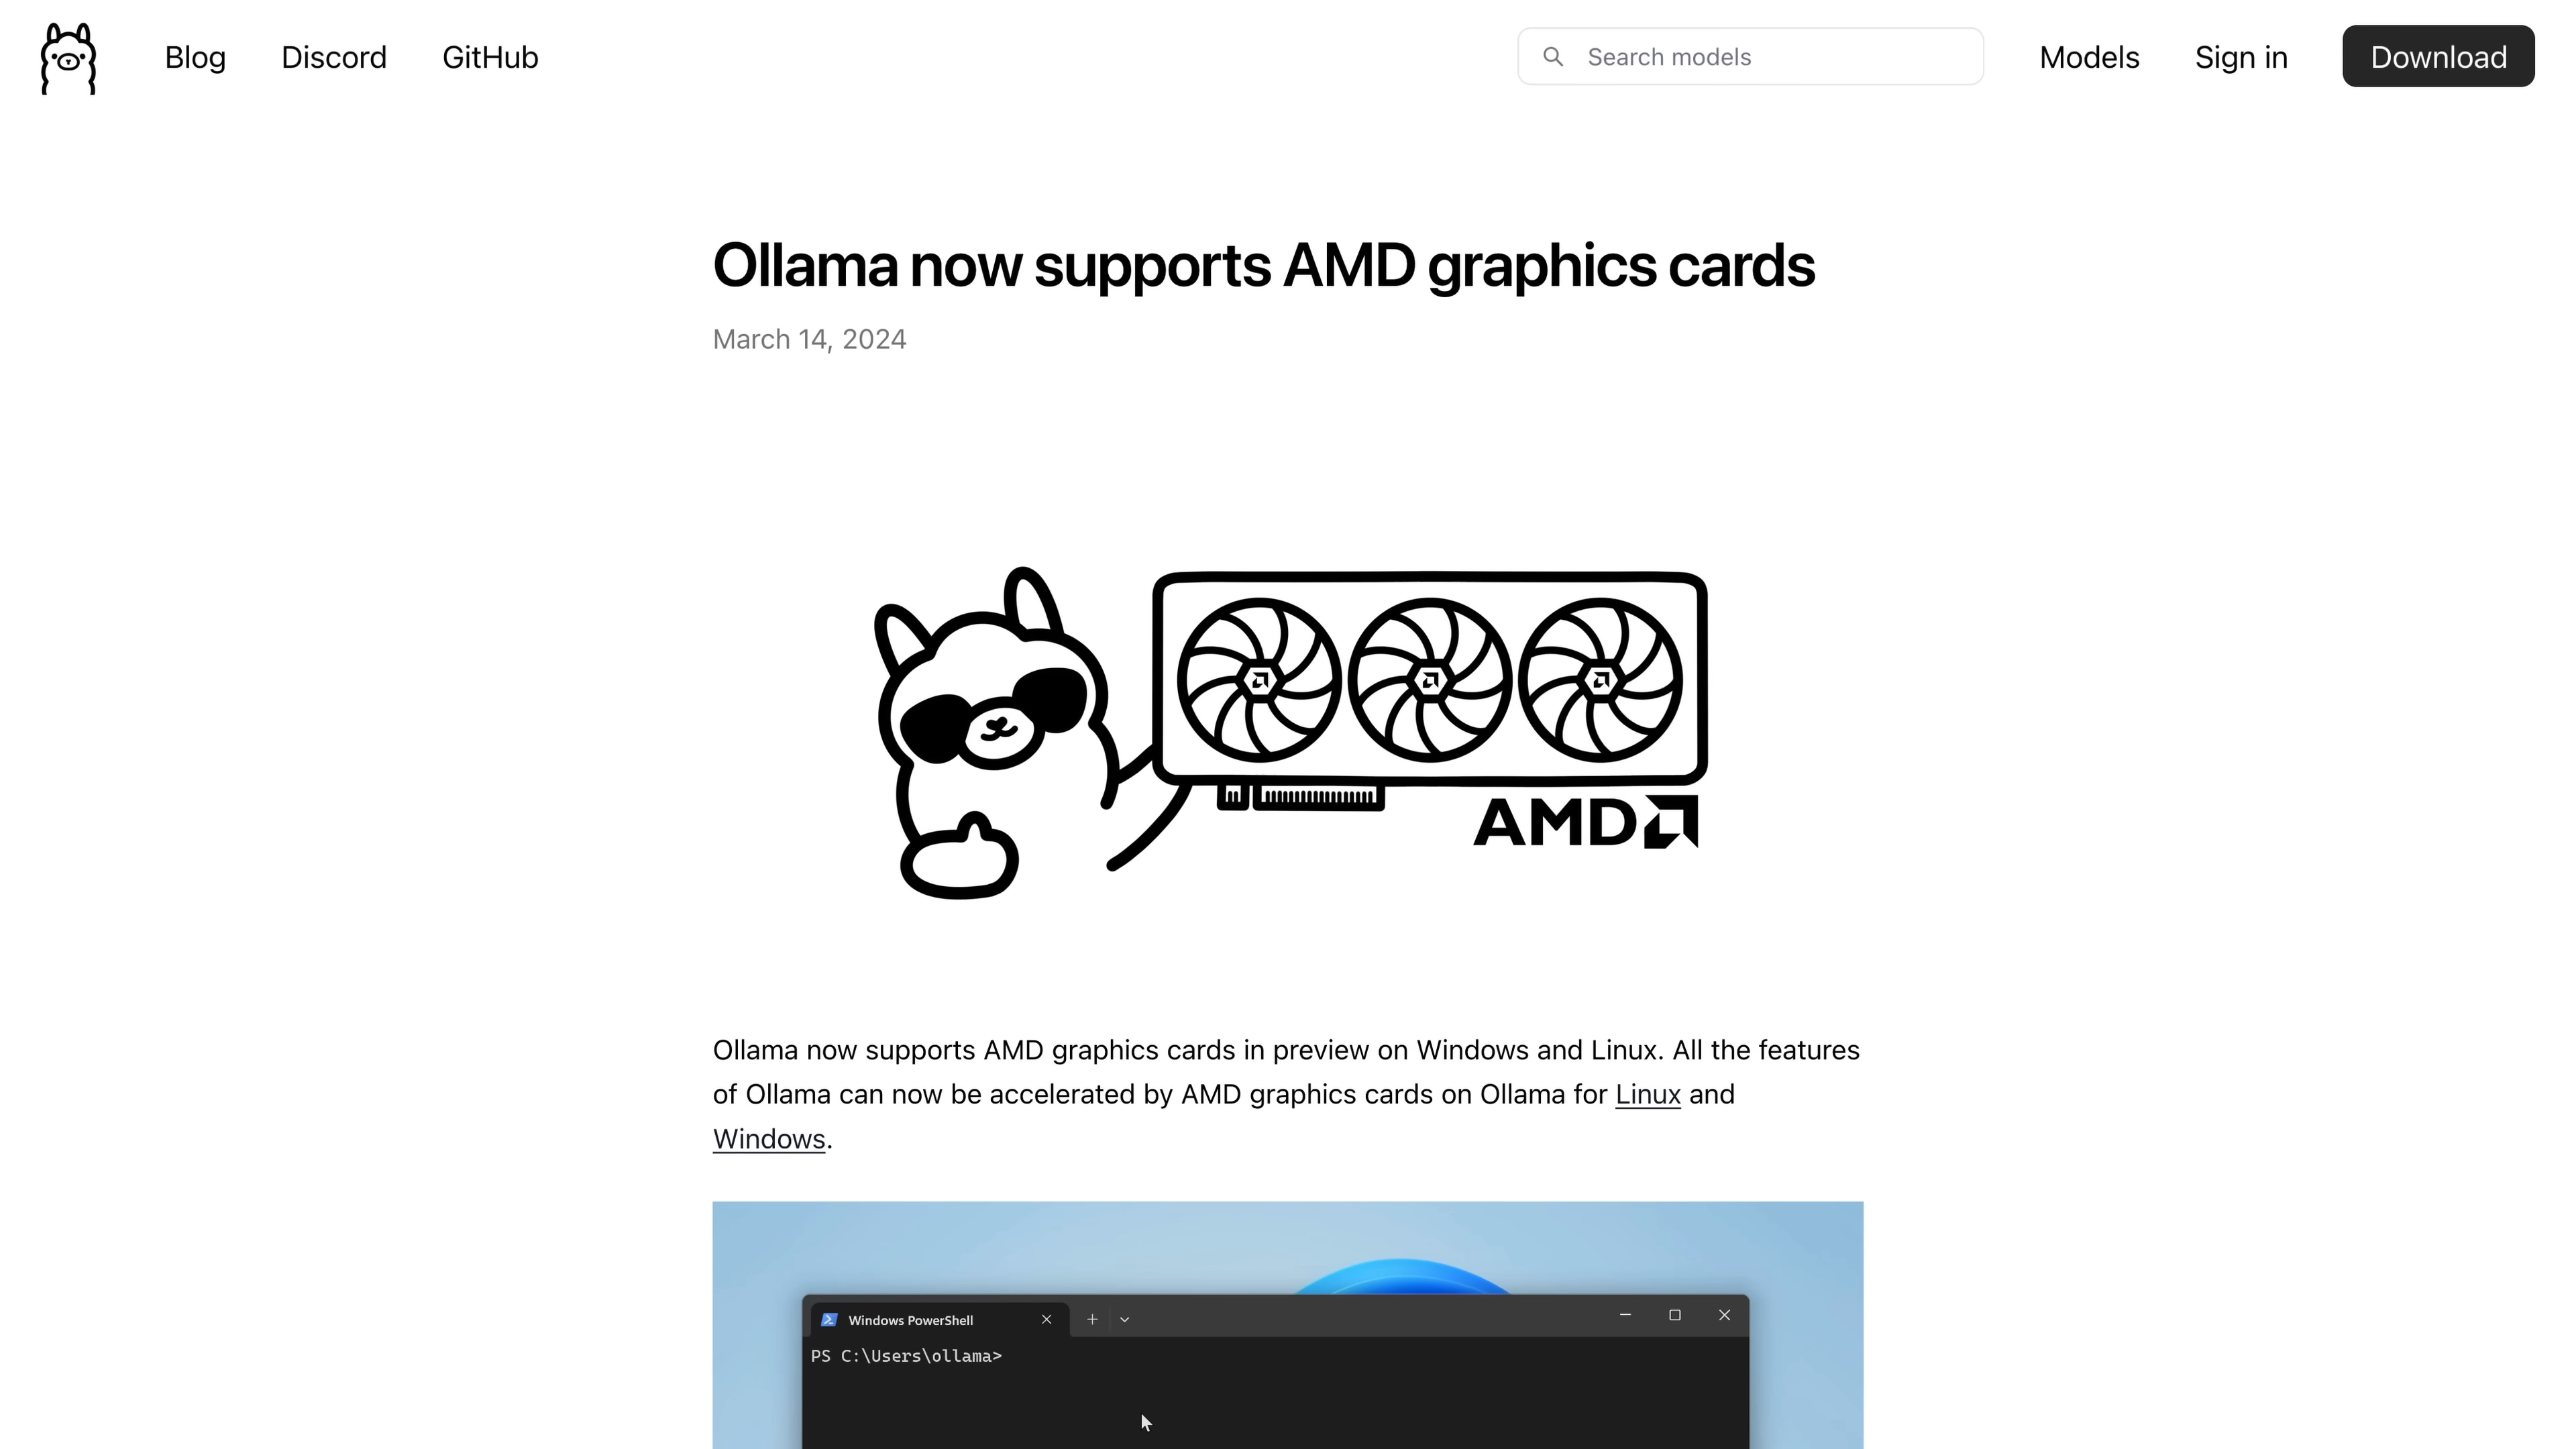 Blog Discord GitHub Search models Models Sign in Download
Ollama now supports AMD graphics cards
March 14, 2024
AMD
Ollama now supports AMD graphics cards in preview on Windows and Linux. All the features
of Ollama can now be accelerated by AMD graphics cards on Ollama for Linux and
Windows.
Windows PowerShell
PS C:\Users\ollama>